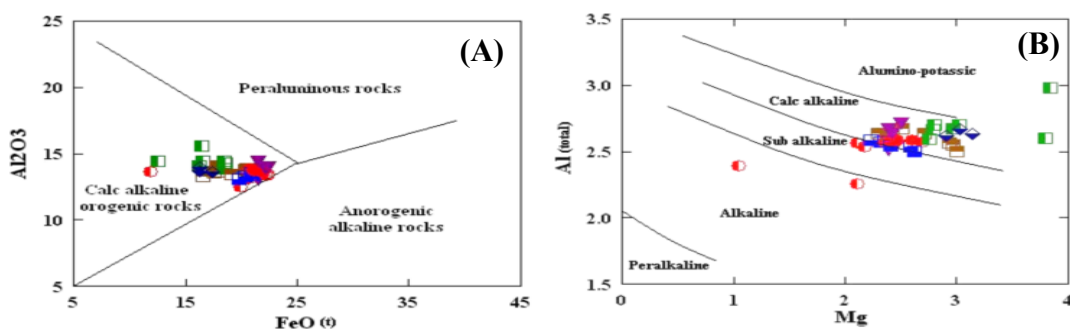 (A)
25
20
15
10
5
Al2O3
Peraluminous rocks
Calc alkaline
orogenic rocks
Anorogenic
alkaline rocks
5
15
25
35
45
FeO (t)
(B)
3.5
3.0
2.5
2.0
1.5
Al (total)
Alumino-potassic
Calc alkaline
Sub alkaline
Alkaline
Peralkaline
0
1
2
3
4
Mg